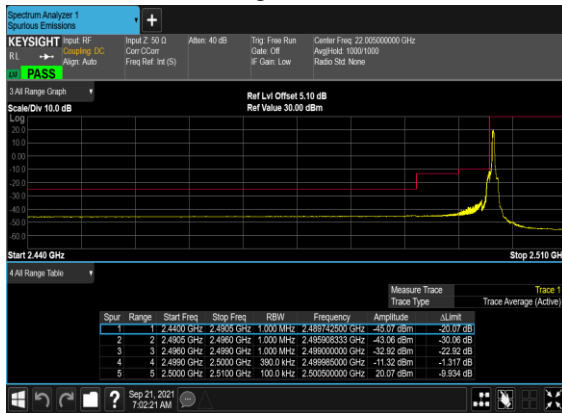 Spectrum Analyzer 1
Spurious Emissions
+
KEYSIGHT Input: RF Input Z: 50 Ω Atten: 40 dB Trig: Free Run Center Freq: 22.005000000 GHz
RL Coupling: DC Corr CCorr Gate: Off Avg|Hold: 1000/1000
Align: Auto Freq Ref: Int (S) IF Gain: Low Radio Std: None
PASS
3 All Range Graph Ref Lvl Offset 5.10 dB
Scale/Div 10.0 dB Ref Value 30.00 dBm
Log
20.0
10.0
0.00
-10.0
-20.0
-30.0
-40.0
-50.0
-60.0
Start 2.440 GHz Stop 2.510 GH
4 All Range Table
Measure Trace Trace 1
Trace Type Trace Average (Active)
Spur Range Start Freq Stop Freq RBW Frequency Amplitude ΔLimit
1 1 2.4400 GHz 2.4905 GHz 1.000 MHz 2.489742500 GHz -45.07 dBm -20.07 dB
2 2 2.4905 GHz 2.4960 GHz 1.000 MHz 2.495908333 GHz -43.06 dBm -30.06 dB
3 3 2.4960 GHz 2.4990 GHz 1.000 MHz 2.499000000 GHz -32.92 dBm -22.92 dB
4 4 2.4990 GHz 2.5000 GHz 390.0 kHz 2.499985000 GHz -11.32 dBm -1.317 dB
5 5 2.5000 GHz 2.5100 GHz 100.0 kHz 2.500500000 GHz 20.07 dBm -9.934 dB
? Sep 21, 2021
7:02:21 AM